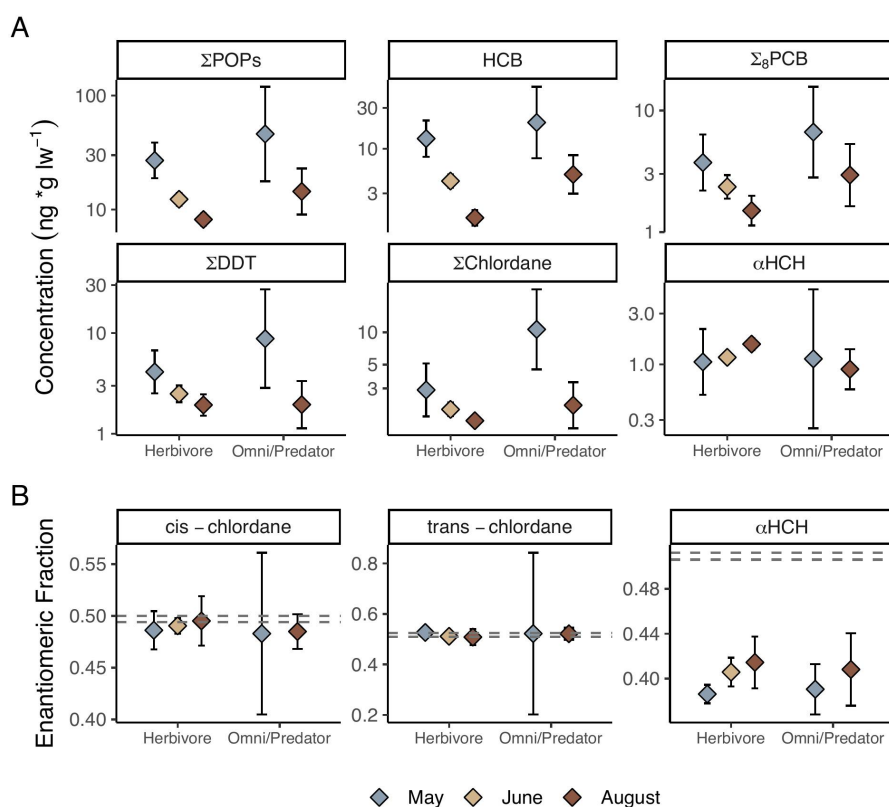 A
ΣPOPs HCB Σ₈PCB
Concentration (ng *g lw⁻¹)
100 30 10
30 10 3
10 3 1
ΣDDT ΣChlordane αHCH
30 10 3.0
10 5 1.0
3 3 0.3
1
Herbivore Omni/Predator Herbivore Omni/Predator Herbivore Omni/Predator
B
cis − chlordane trans − chlordane αHCH
Enantiomeric Fraction
0.55 0.8 0.48
0.50 0.6 0.44
0.45 0.4 0.40
0.40 0.2
Herbivore Omni/Predator Herbivore Omni/Predator Herbivore Omni/Predator
May June August